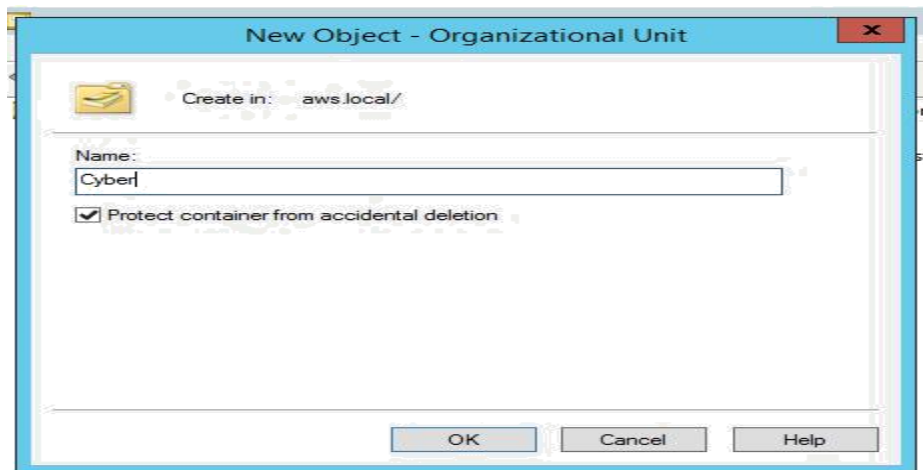 New Object - Organizational Unit
x
Create in: aws.local/
Name:
Cyber
Protect container from accidental deletion
OK Cancel Help